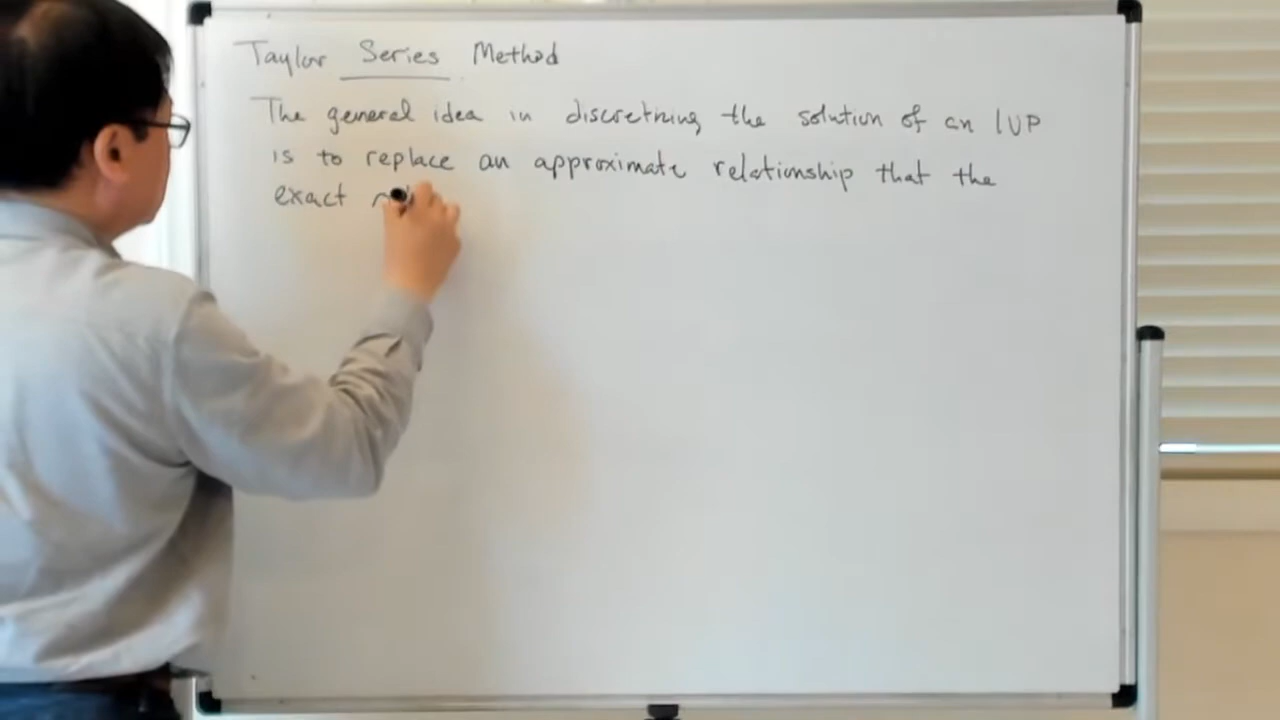 Taylor Series Method
The general idea in discretizing the solution of an IVP
is to replace an approximate relationship that the
exact